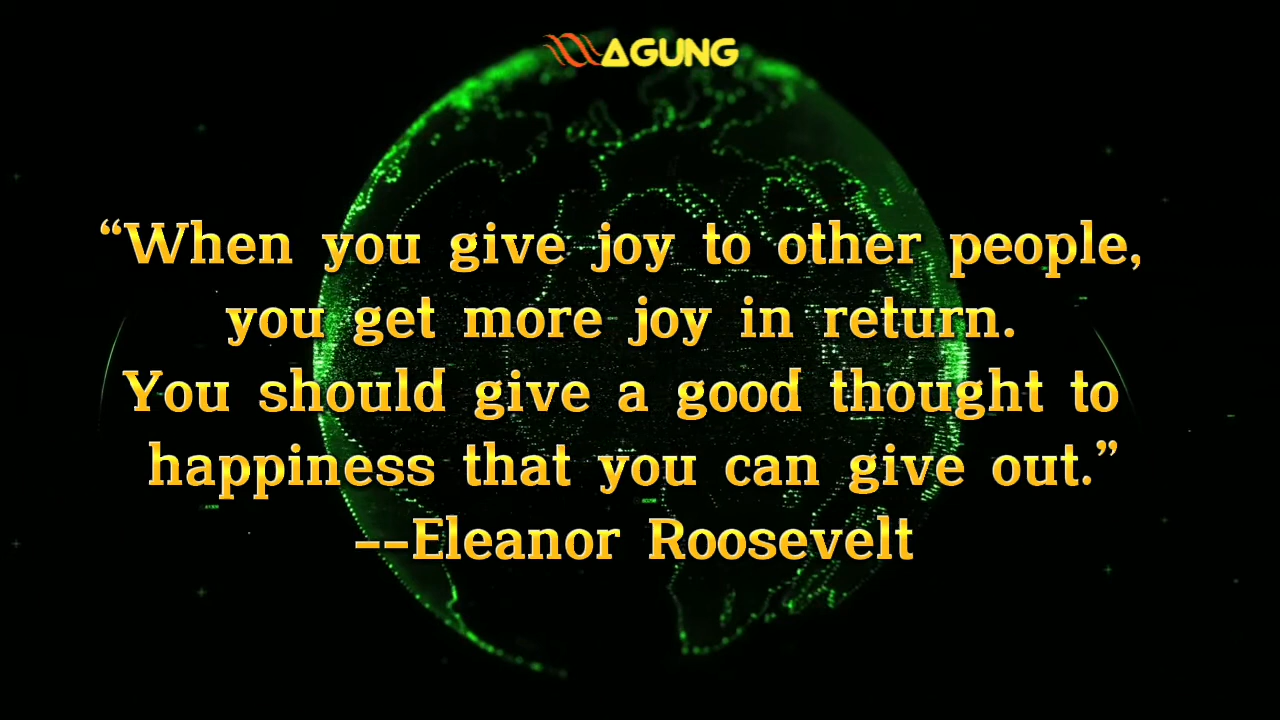 AGUNG
“When you give joy to other people,
you get more joy in return.
You should give a good thought to
happiness that you can give out.”
--Eleanor Roosevelt